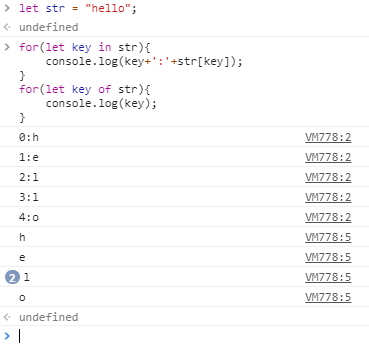 > let str = "hello";
< undefined
> for(let key in str){
console.log(key+':'+str[key]);
}
for(let key of str){
console.log(key);
}
0:h VM778:2
1:e VM778:2
2:l VM778:2
3:l VM778:2
4:o VM778:2
h VM778:5
e VM778:5
2 l VM778:5
o VM778:5
< undefined
>